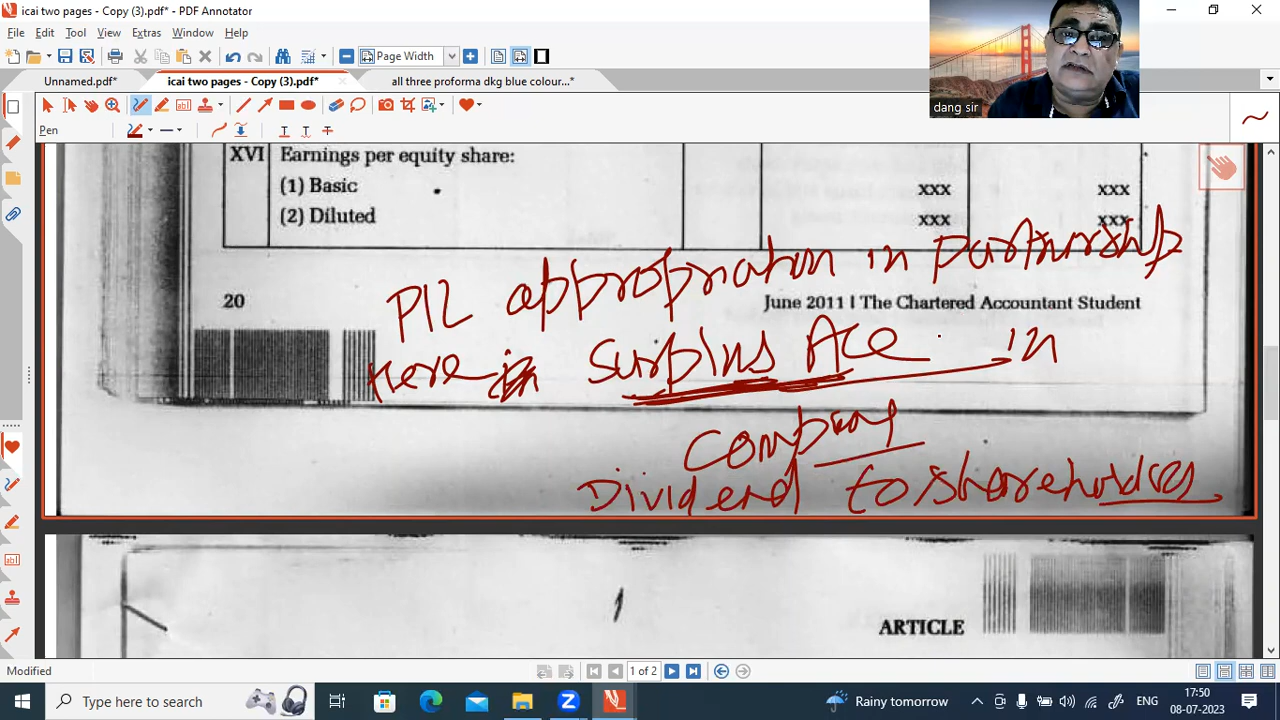 icai two pages - Copy (3).pdf* - PDF Annotator
File Edit Tool View Extras Window Help
Page Width
Unnamed.pdf*
icai two pages - Copy (3).pdf*
all three proforma dkg blue colour...*
dang sir
Pen
XVI Earnings per equity share:
(1) Basic xxx xxx
(2) Diluted xxx xxx
P/L appropriation in partnership
20
June 2011 I The Chartered Accountant Student
Here in Surplus Acc in
Company
Dividend to shareholders
ARTICLE
Modified
1 of 2
Type here to search
Rainy tomorrow
ENG
17:50
08-07-2023